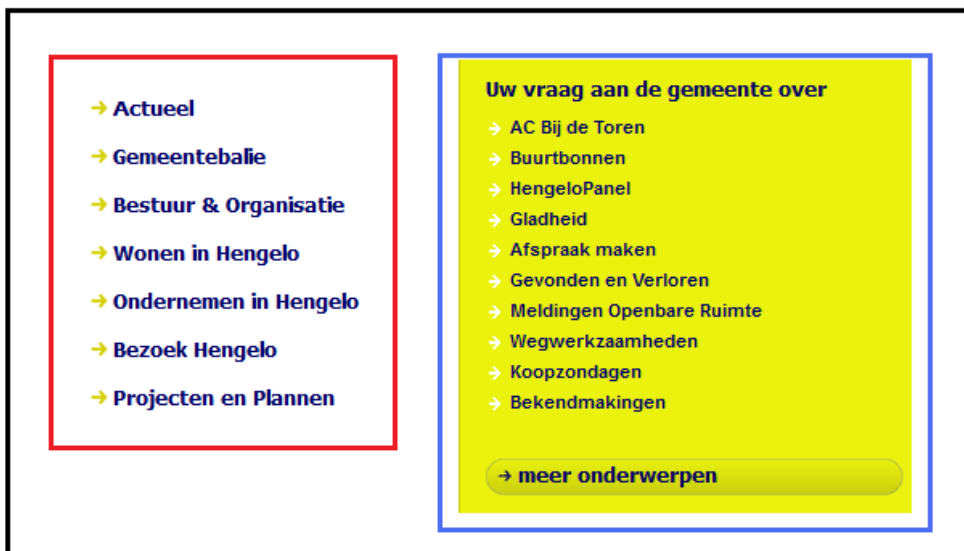 Actueel
Gemeentebalie
Bestuur & Organisatie
Wonen in Hengelo
Ondernemen in Hengelo
Bezoek Hengelo
Projecten en Plannen
Uw vraag aan de gemeente over
AC Bij de Toren
Buurtbonnen
HengeloPanel
Gladheid
Afspraak maken
Gevonden en Verloren
Meldingen Openbare Ruimte
Wegwerkzaamheden
Koopzondagen
Bekendmakingen
meer onderwerpen